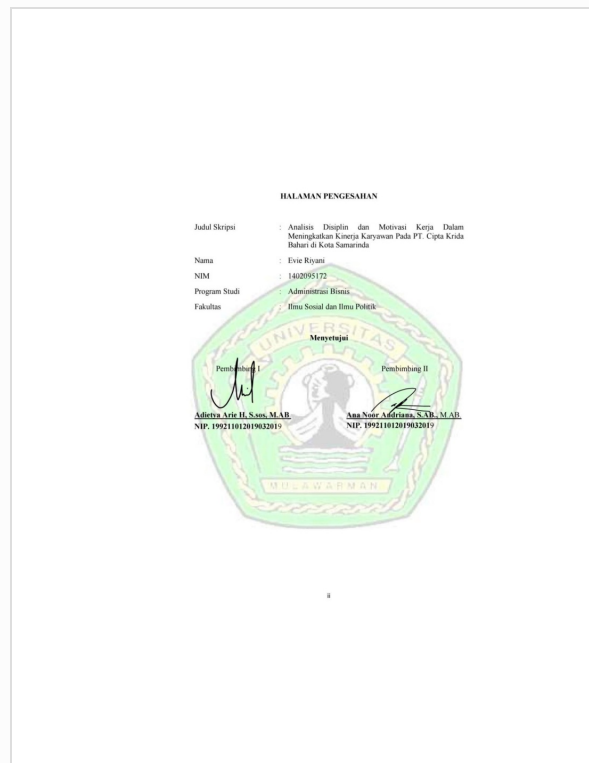 HALAMAN PENGESAHAN
Judul Skripsi : Analisis Disiplin dan Motivasi Kerja Dalam
Meningkatkan Kinerja Karyawan Pada PT. Cipta Krida
Bahari di Kota Samarinda
Nama : Evie Riyani
NIM : 1402095172
Program Studi : Administrasi Bisnis
Fakultas : Ilmu Sosial dan Ilmu Politik
UNIVERSITAS
Menyetujui
Pembimbing I Pembimbing II
Adietya Arie H, S.sos, M.AB Ana Noor Andriana, S.AB., M.AB.
NIP. 199211012019032019 NIP. 199211012019032019
MULAWARMAN
ii